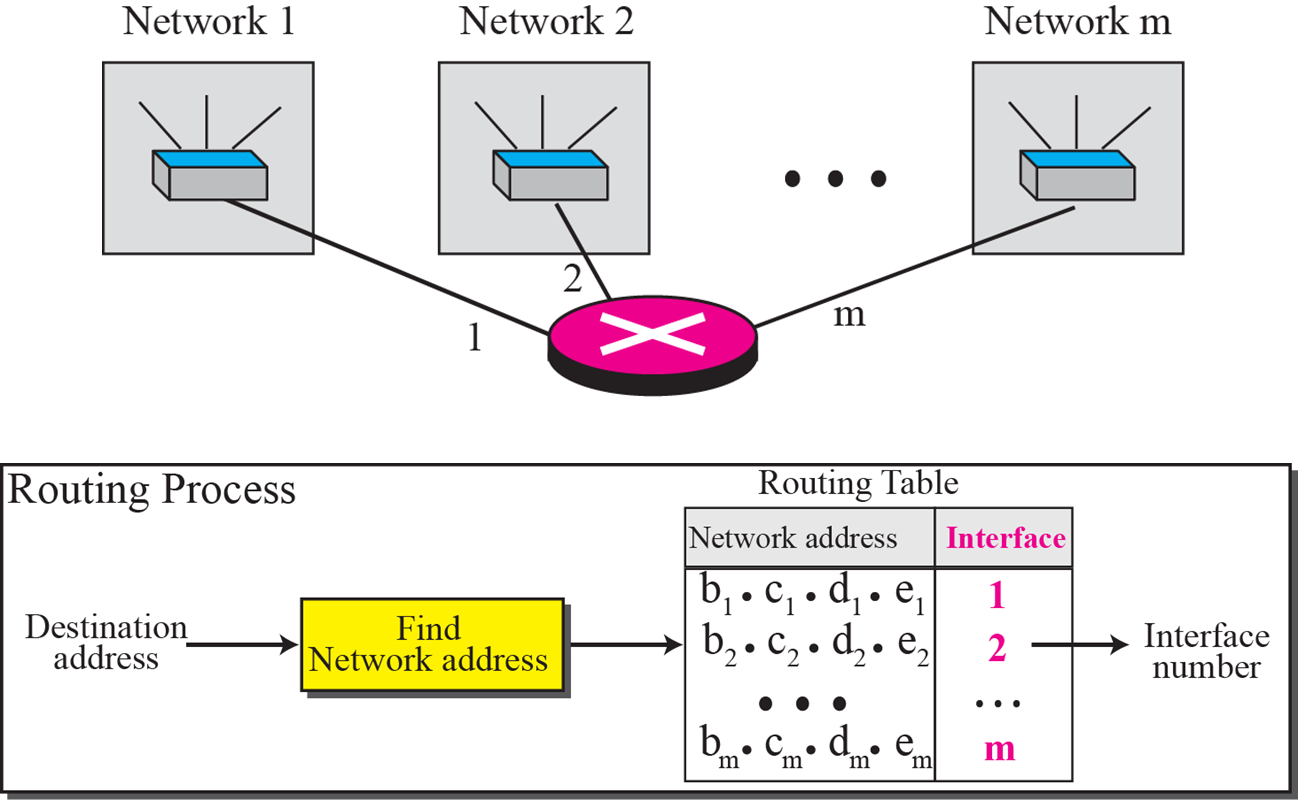 Network 1
Network 2
Network m
1
2
m
Routing Process
Routing Table
Network address Interface
Destination
address
Find
Network address
b₁. c₁. d₁. e₁ 1
b₂. c₂. d₂. e₂ 2
• • • ...
bₘ. cₘ. dₘ. eₘ m
Interface
number